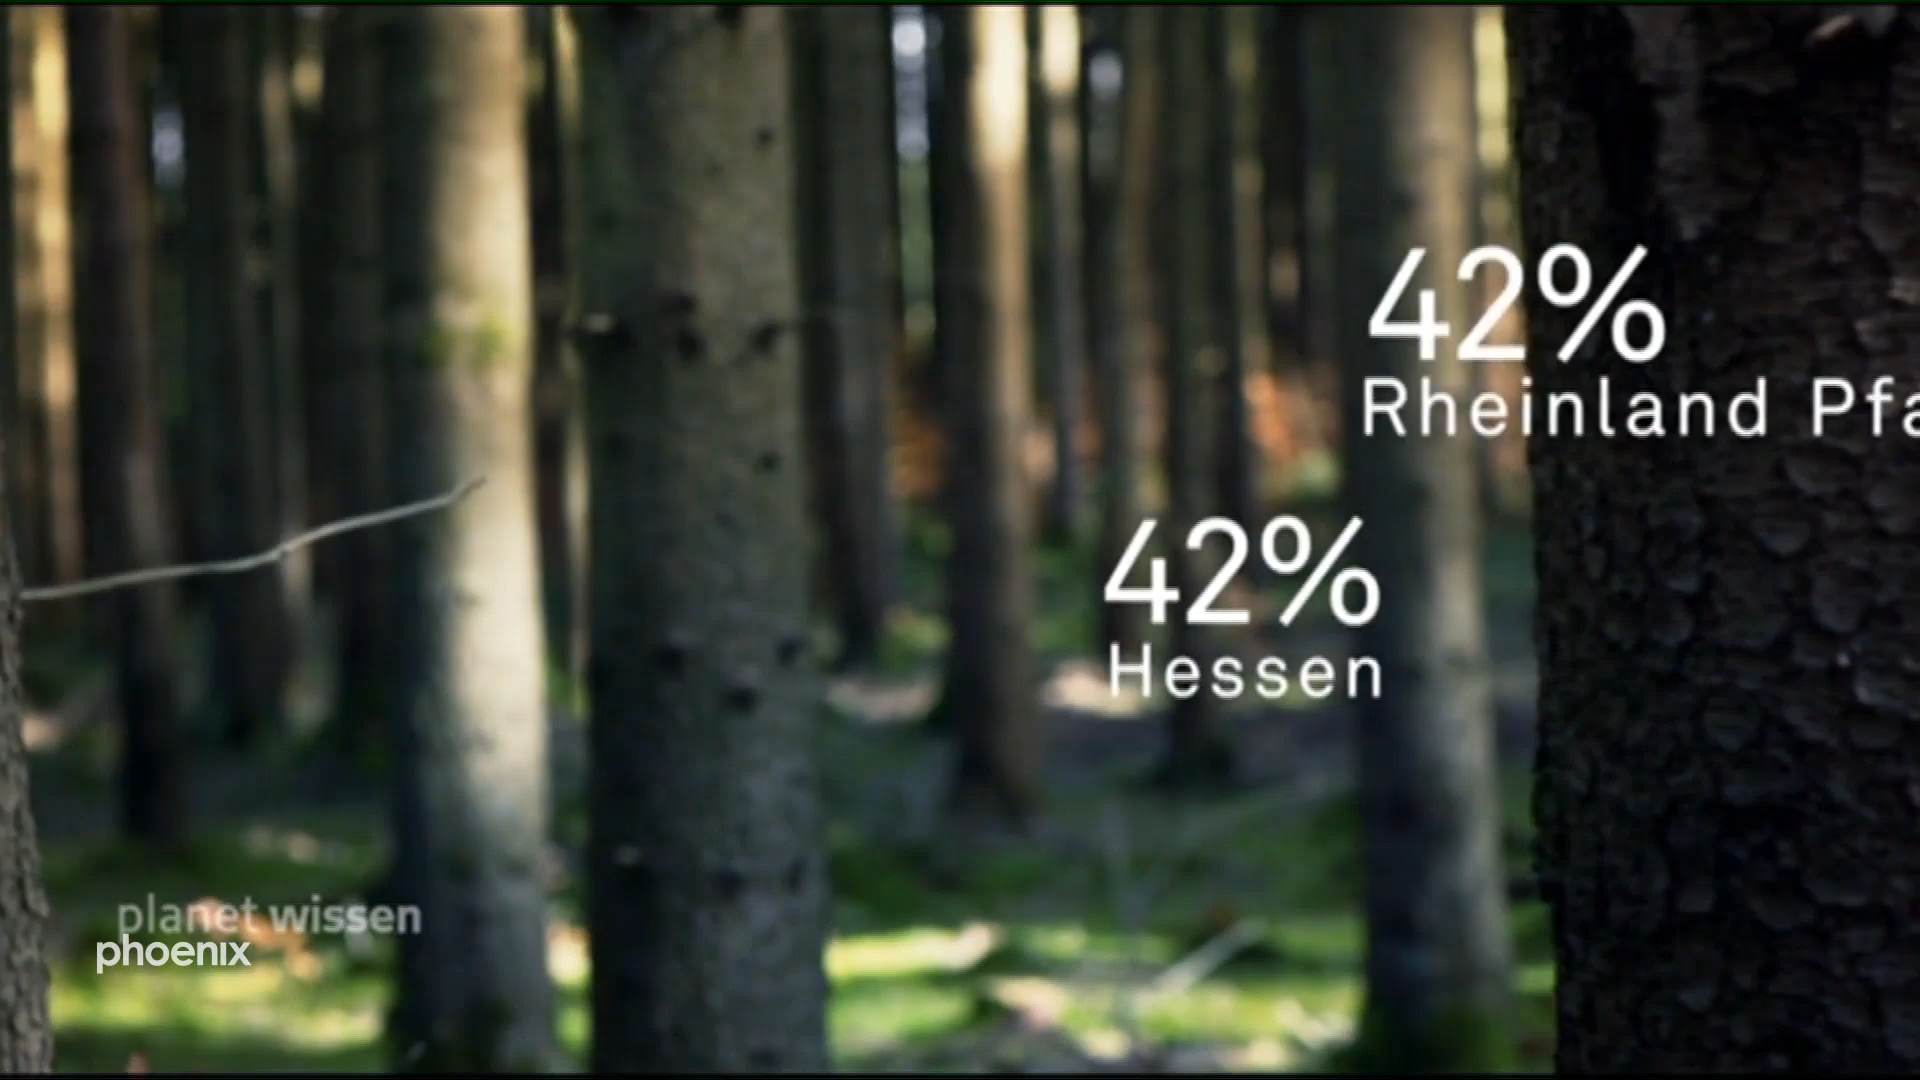 42%
Rheinland Pfa
42%
Hessen
planet wissen
phoenix